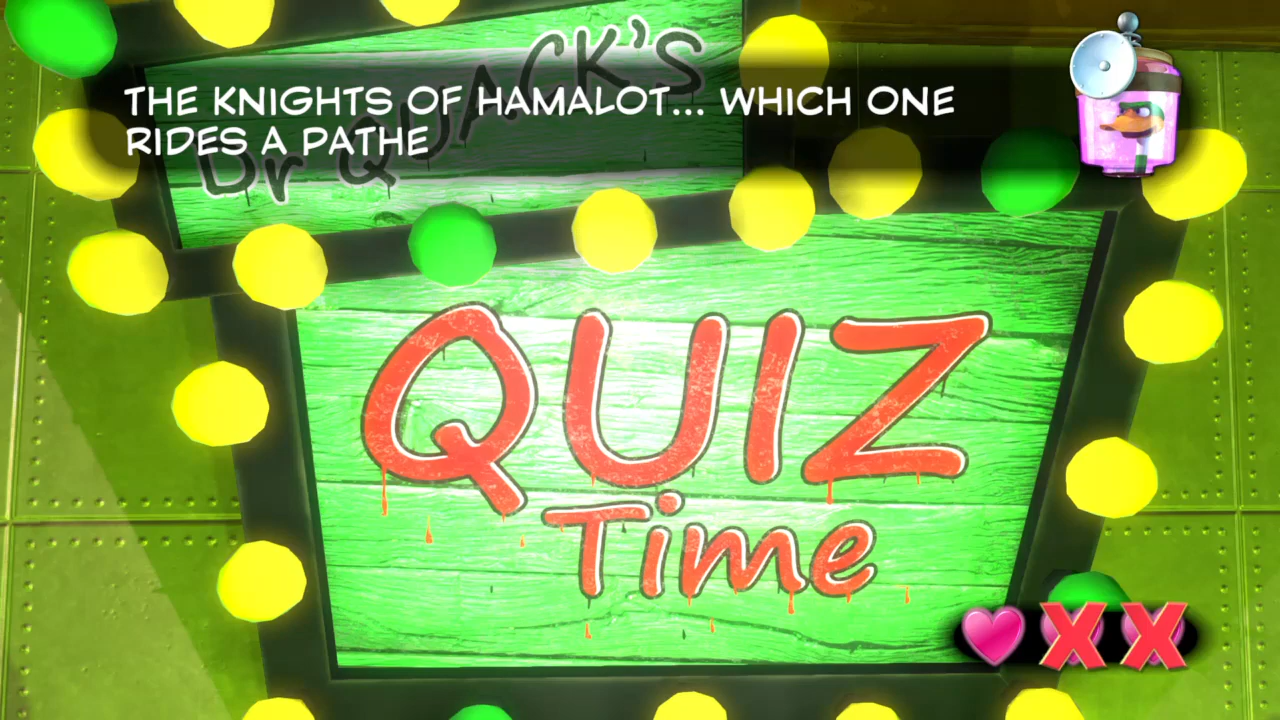 THE KNIGHTS OF HAMALOT... WHICH ONE
RIDES A PATHE
Dr QUACK'S
QUIZ
Time